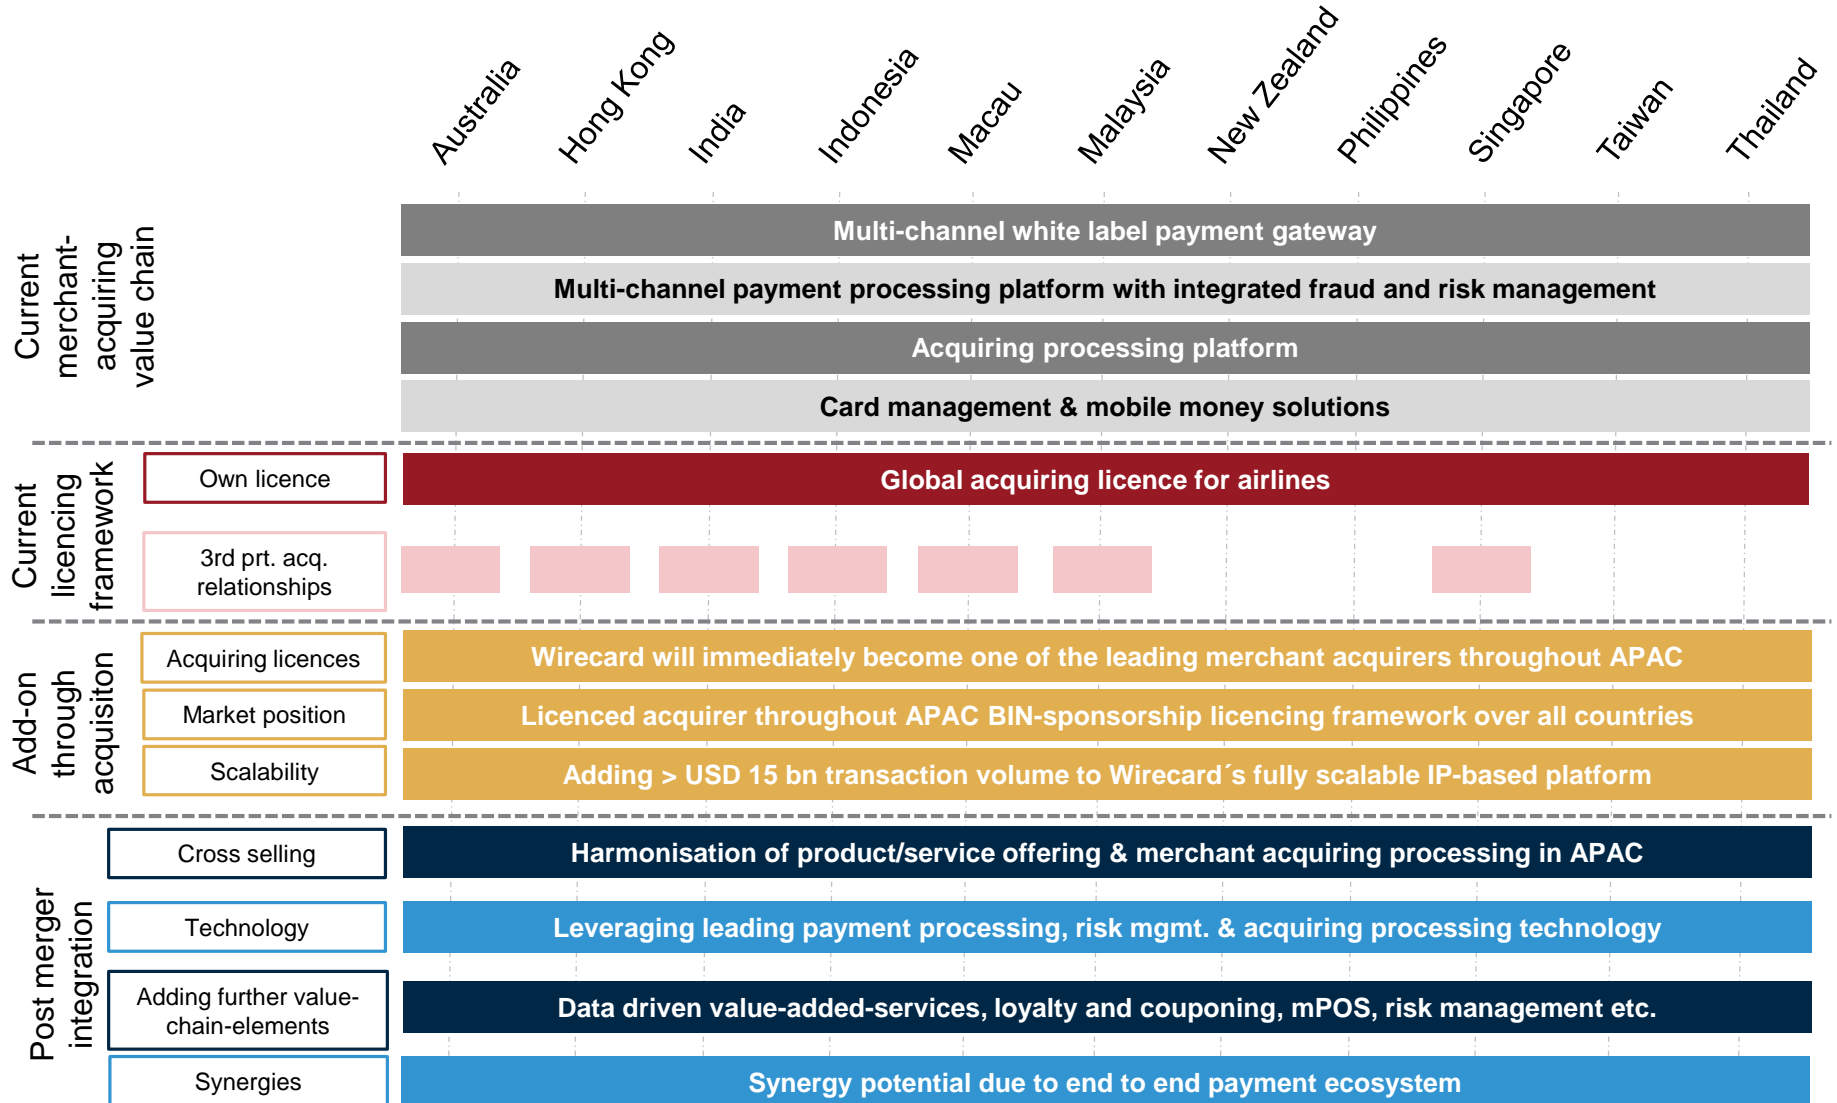 Australia
Hong Kong
India
Indonesia
Macau
Malaysia
New Zealand
Philippines
Singapore
Taiwan
Thailand
Current
merchant-
acquiring
value chain
Multi-channel white label payment gateway
Multi-channel payment processing platform with integrated fraud and risk management
Acquiring processing platform
Card management & mobile money solutions
Current
licencing
framework
Own licence
Global acquiring licence for airlines
3rd prt. acq.
relationships
Add-on
through
acquisiton
Acquiring licences
Wirecard will immediately become one of the leading merchant acquirers throughout APAC
Market position
Licenced acquirer throughout APAC BIN-sponsorship licencing framework over all countries
Scalability
Adding > USD 15 bn transaction volume to Wirecard´s fully scalable IP-based platform
Post merger
integration
Cross selling
Harmonisation of product/service offering & merchant acquiring processing in APAC
Technology
Leveraging leading payment processing, risk mgmt. & acquiring processing technology
Adding further value-
chain-elements
Data driven value-added-services, loyalty and couponing, mPOS, risk management etc.
Synergies
Synergy potential due to end to end payment ecosystem